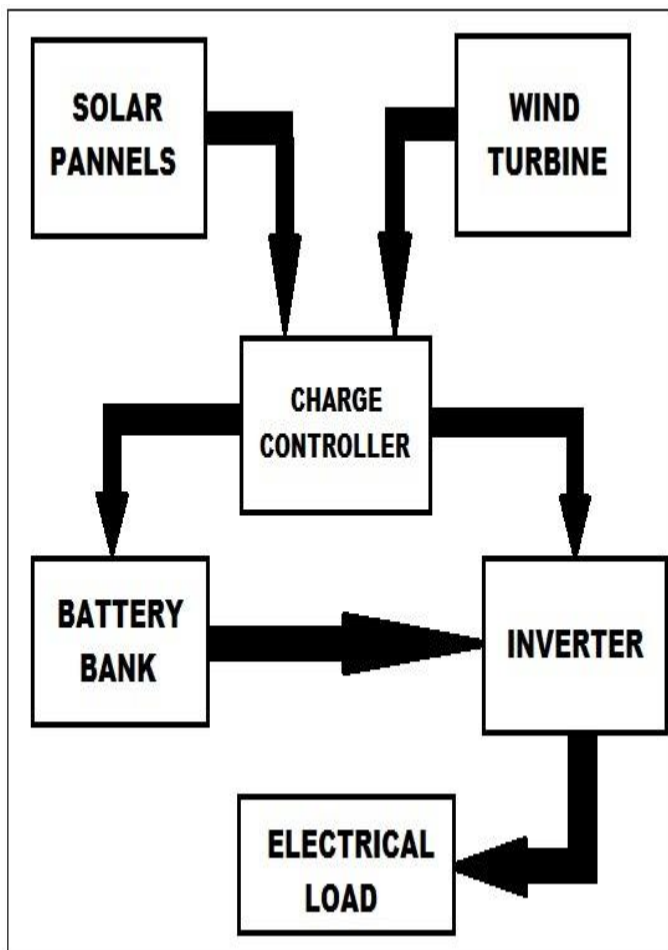 SOLAR
PANNELS
WIND
TURBINE
CHARGE
CONTROLLER
BATTERY
BANK
INVERTER
ELECTRICAL
LOAD